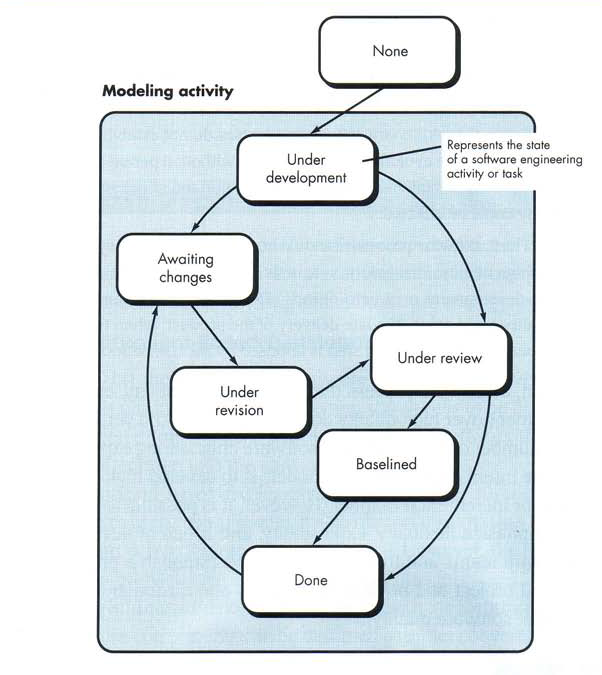 None
Modeling activity
Under
development
Represents the state
of a software engineering
activity or task
Awaiting
changes
Under review
Under
revision
Baselined
Done